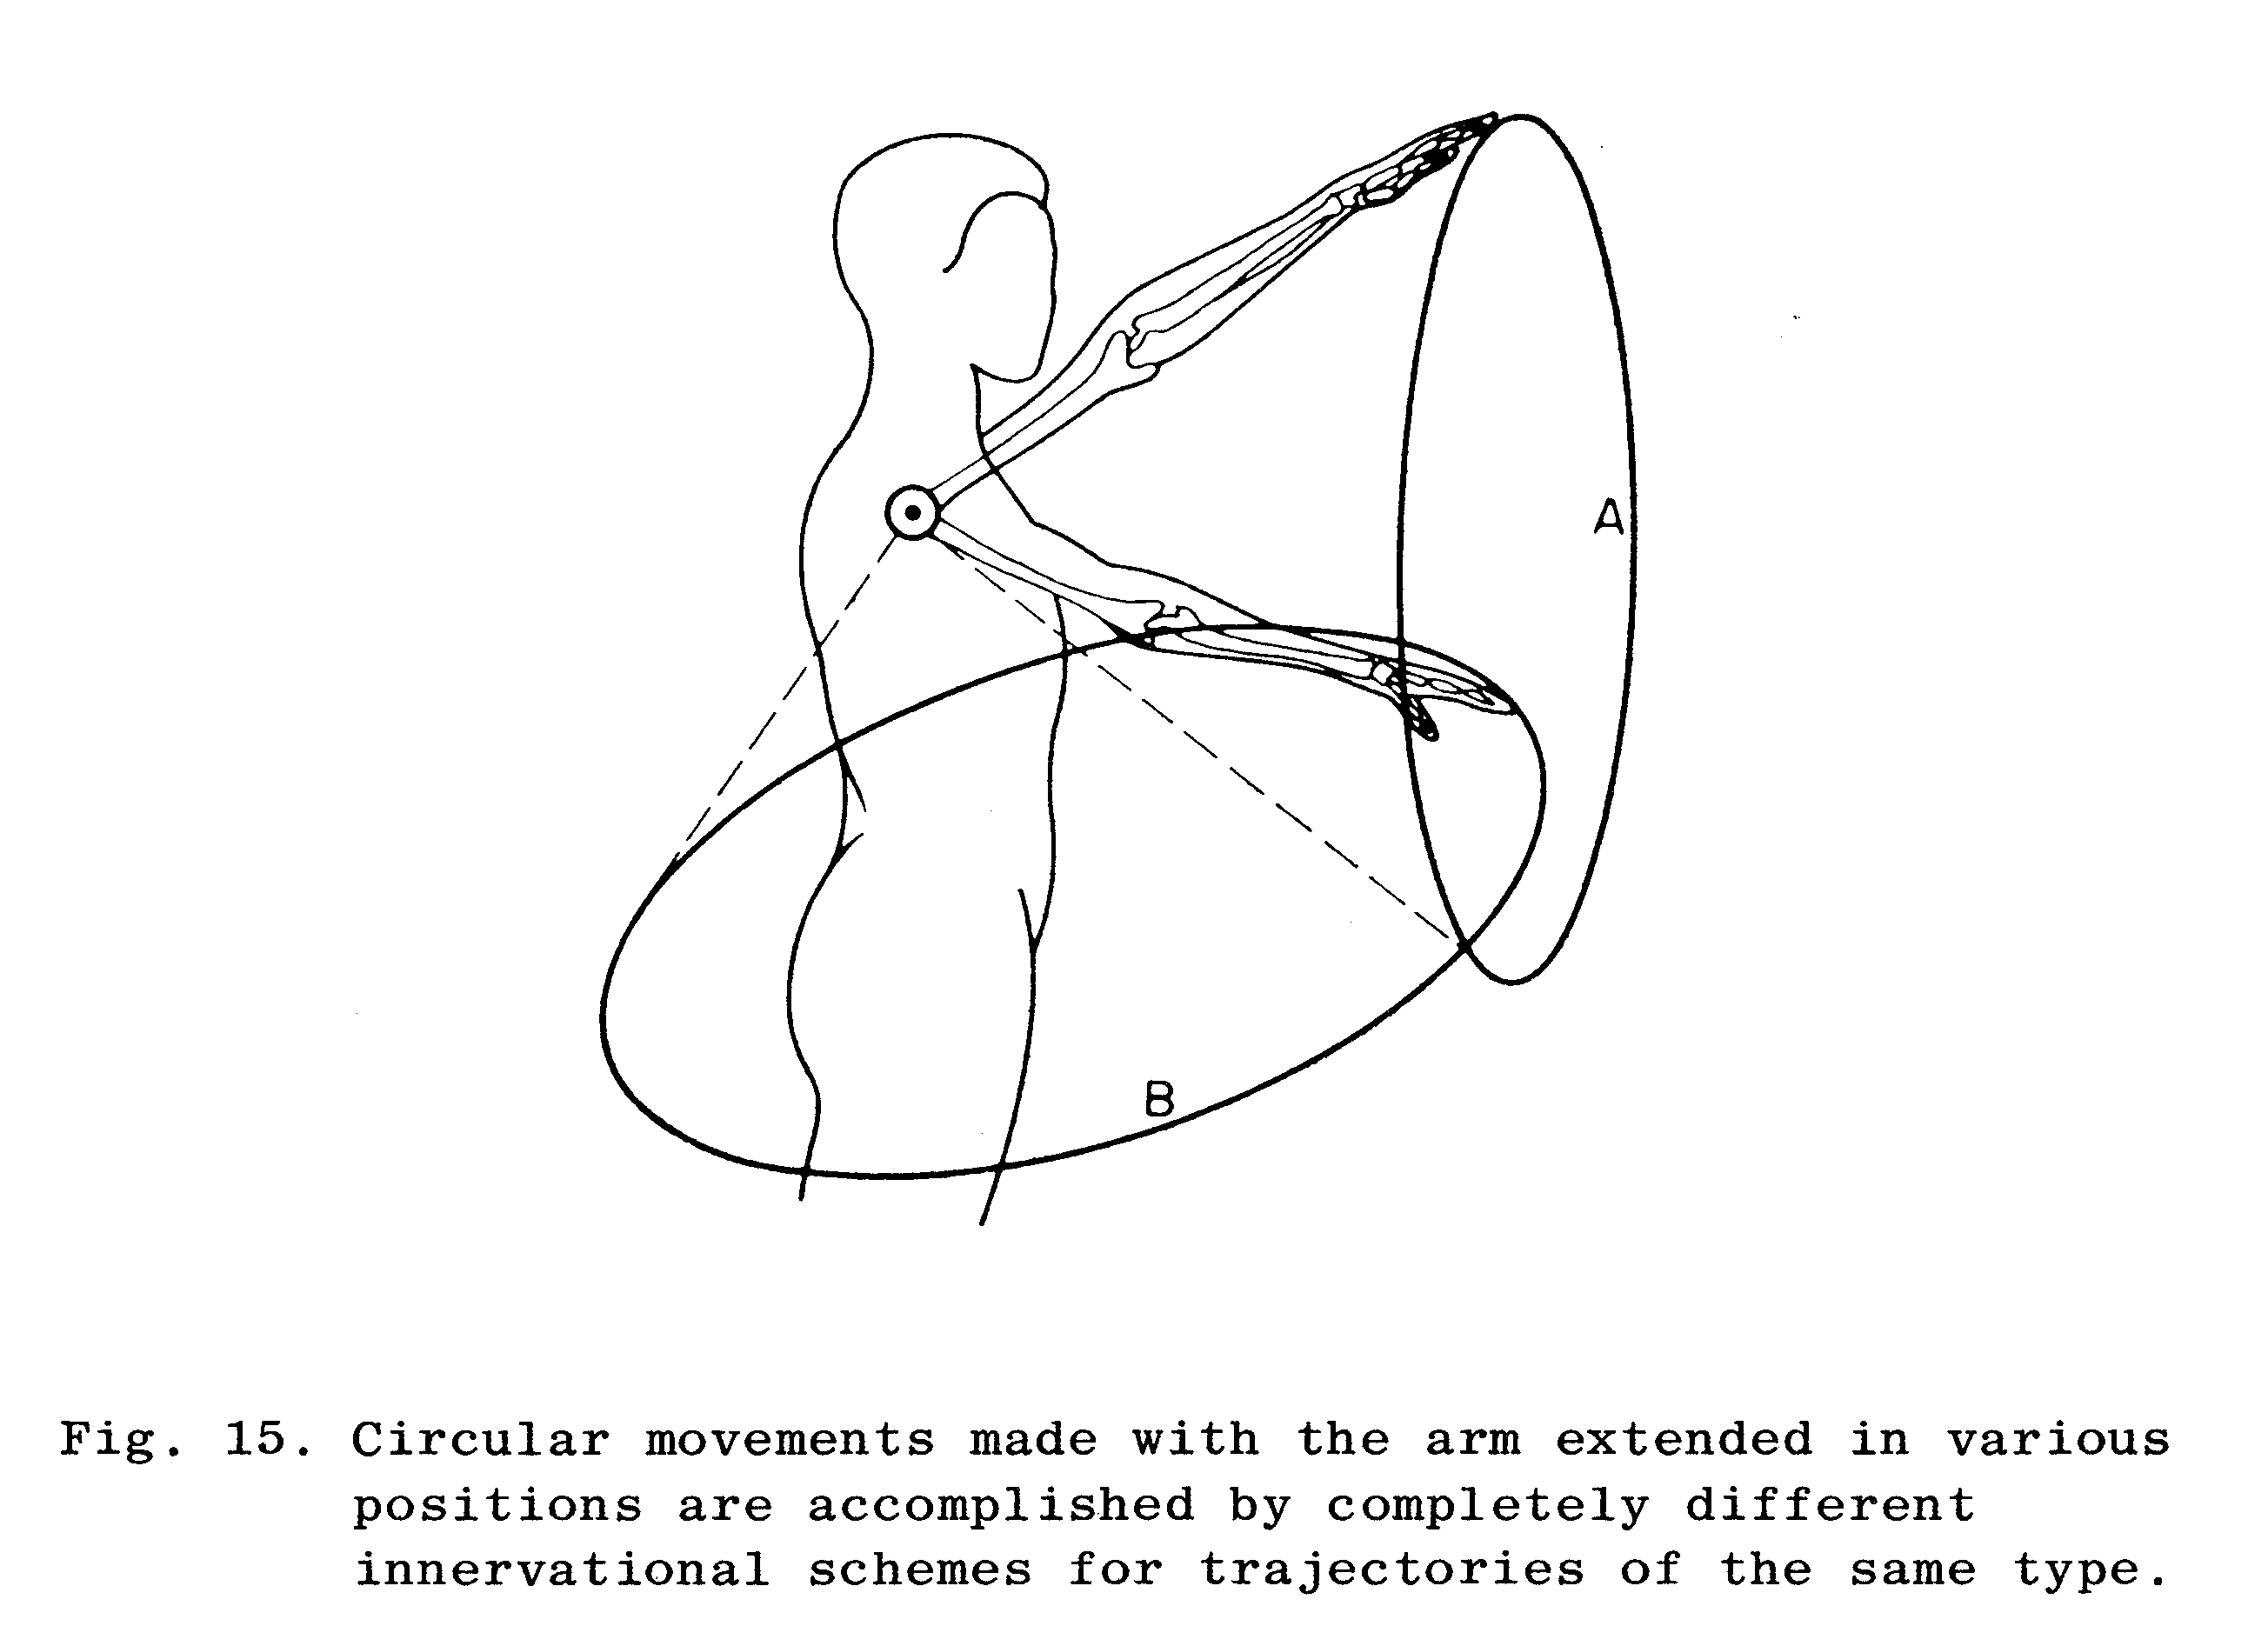 A
B
Fig. 15. Circular movements made with the arm extended in various
positions are accomplished by completely different
innervational schemes for trajectories of the same type.